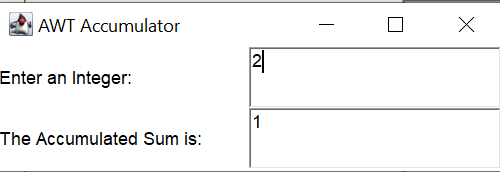 AWT Accumulator
Enter an Integer:
2
The Accumulated Sum is:
1